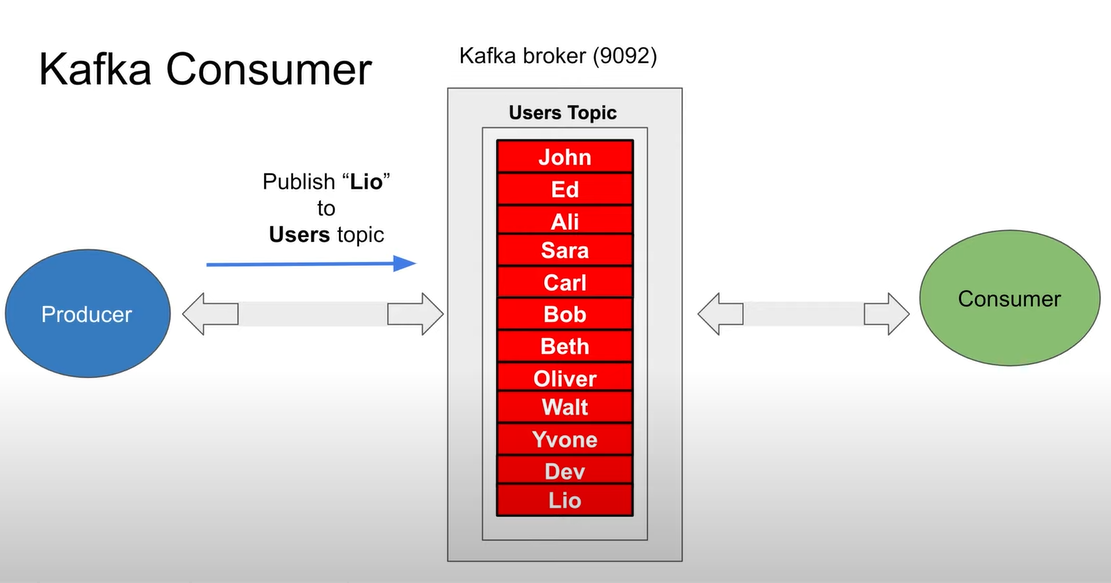 Kafka Consumer
Kafka broker (9092)
Users Topic
Publish “Lio”
to
Users topic
Producer
John
Ed
Ali
Sara
Carl
Bob
Beth
Oliver
Walt
Yvone
Dev
Lio
Consumer